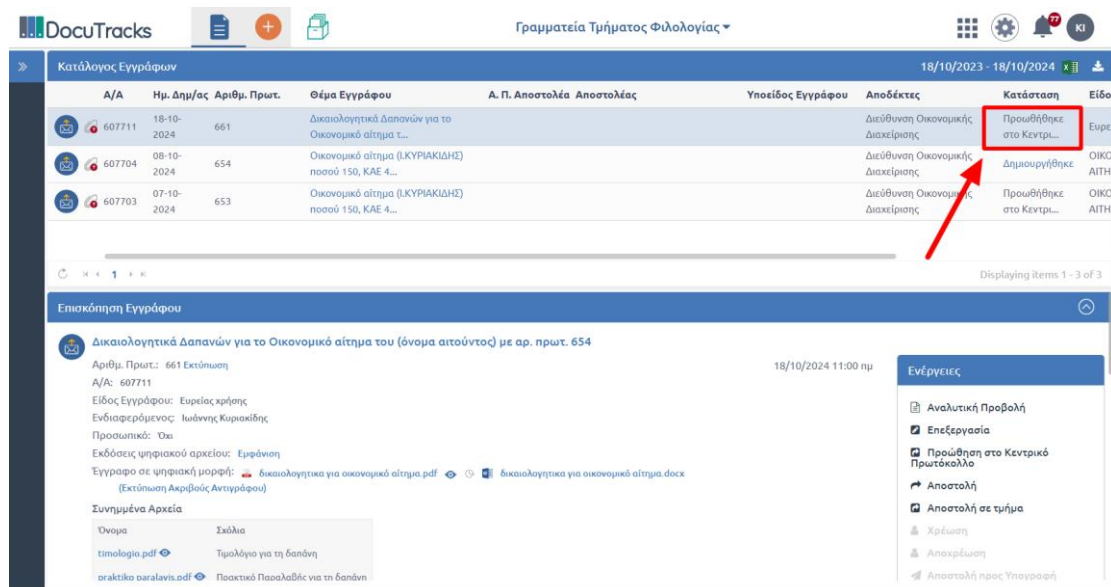 DocuTracks
Γραμματεία Τμήματος Φιλολογίας
77
KI
Κατάλογος Εγγράφων
18/10/2023 - 18/10/2024
Α/Α Ημ. Δημ/ας Αριθμ. Πρωτ. Θέμα Εγγράφου Α. Π. Αποστολέα Αποστολέας Υποείδος Εγγράφου Αποδέκτες Κατάσταση Είδο
607711 18-10-2024 661 Δικαιολογητικά Δαπανών για το Οικονομικό αίτημα τ... Διεύθυνση Οικονομικής Διαχείρισης Προωθήθηκε στο Κεντρι... Ευρε
607704 08-10-2024 654 Οικονομικό αίτημα (Ι.ΚΥΡΙΑΚΙΔΗΣ) ποσού 150, ΚΑΕ 4... Διεύθυνση Οικονομικής Διαχείρισης Δημιουργήθηκε ΟΙΚΟ ΑΙΤΗ
607703 07-10-2024 653 Οικονομικό αίτημα (Ι.ΚΥΡΙΑΚΙΔΗΣ) ποσού 150, ΚΑΕ 4... Διεύθυνση Οικονομικής Διαχείρισης Προωθήθηκε στο Κεντρι... ΟΙΚΟ ΑΙΤΗ
1
Displaying items 1 - 3 of 3
Επισκόπηση Εγγράφου
Δικαιολογητικά Δαπανών για το Οικονομικό αίτημα του (όνομα αιτούντος) με αρ. πρωτ. 654
Αριθμ. Πρωτ.: 661 Εκτύπωση
18/10/2024 11:00 πμ
Α/Α: 607711
Είδος Εγγράφου: Ευρείας χρήσης
Ενδιαφερόμενος: Ιωάννης Κυριακίδης
Προσωπικό: Όχι
Εκδόσεις ψηφιακού αρχείου: Εμφάνιση
Έγγραφο σε ψηφιακή μορφή: δικαιολογητικα για οικονομικό αίτημα.pdf δικαιολογητικα για οικονομικό αίτημα.docx
(Εκτύπωση Ακριβούς Αντιγράφου)
Συνημμένα Αρχεία
Όνομα Σχόλια
timologio.pdf Τιμολόγιο για τη δαπάνη
praktiko paralavis.pdf Πρακτικό Παραλαβής για τη δαπάνη
Ενέργειες
Αναλυτική Προβολή
Επεξεργασία
Προώθηση στο Κεντρικό
Πρωτόκολλο
Αποστολή
Αποστολή σε τμήμα
Χρέωση
Αποχρέωση
Αποστολή προς Υπογραφή